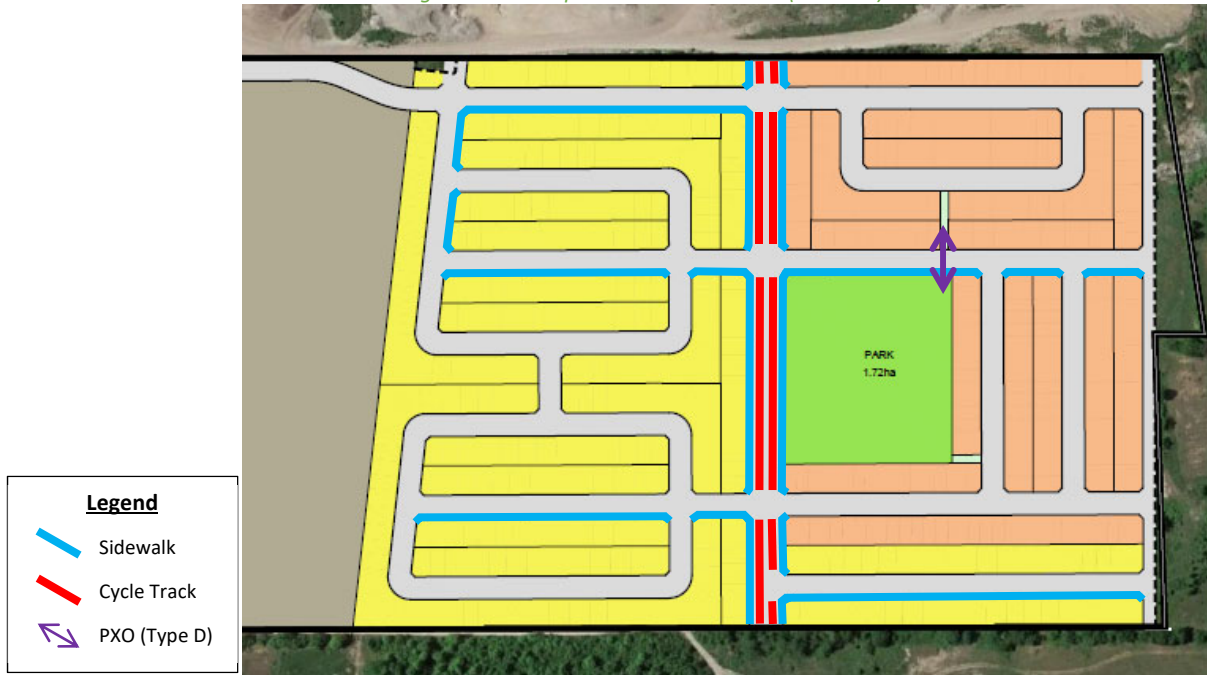 PARK
1.72ha
Legend
Sidewalk
Cycle Track
PXO (Type D)